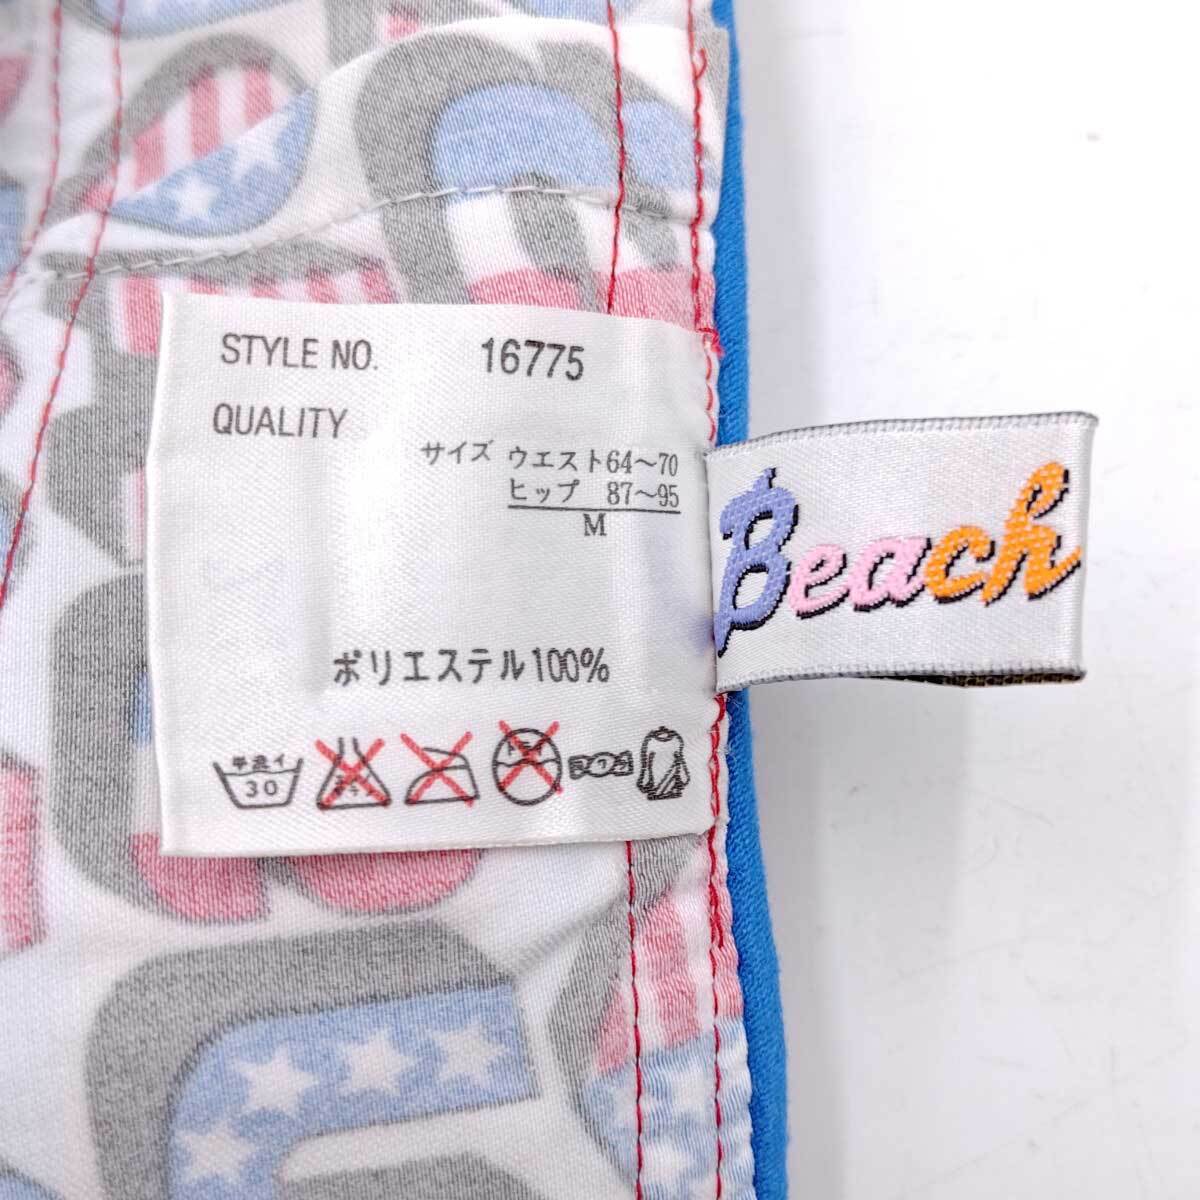 STYLE NO. 16775
QUALITY
サイズ ウエスト64～70
ヒップ 87～95
M
ポリエステル100%
30
Beach